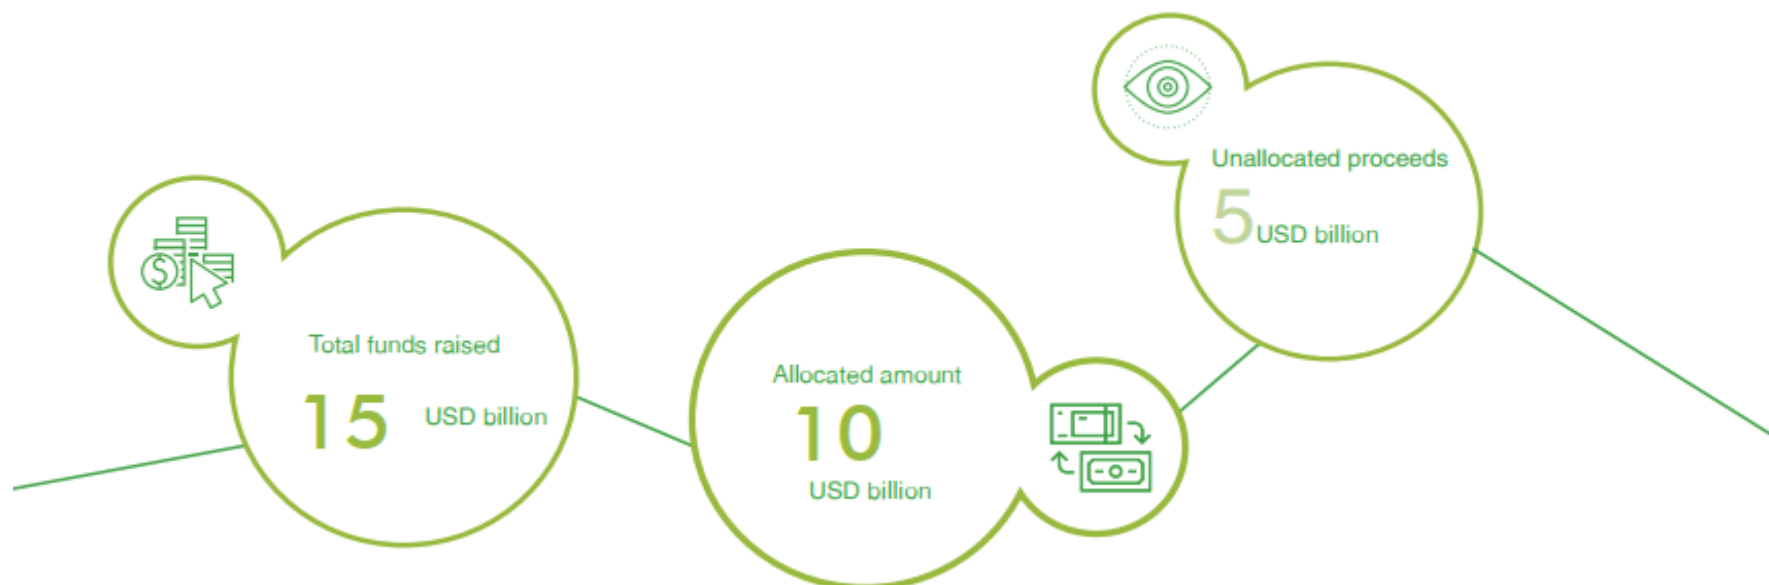 Total funds raised
15 USD billion
Allocated amount
10
USD billion
Unallocated proceeds
5 USD billion